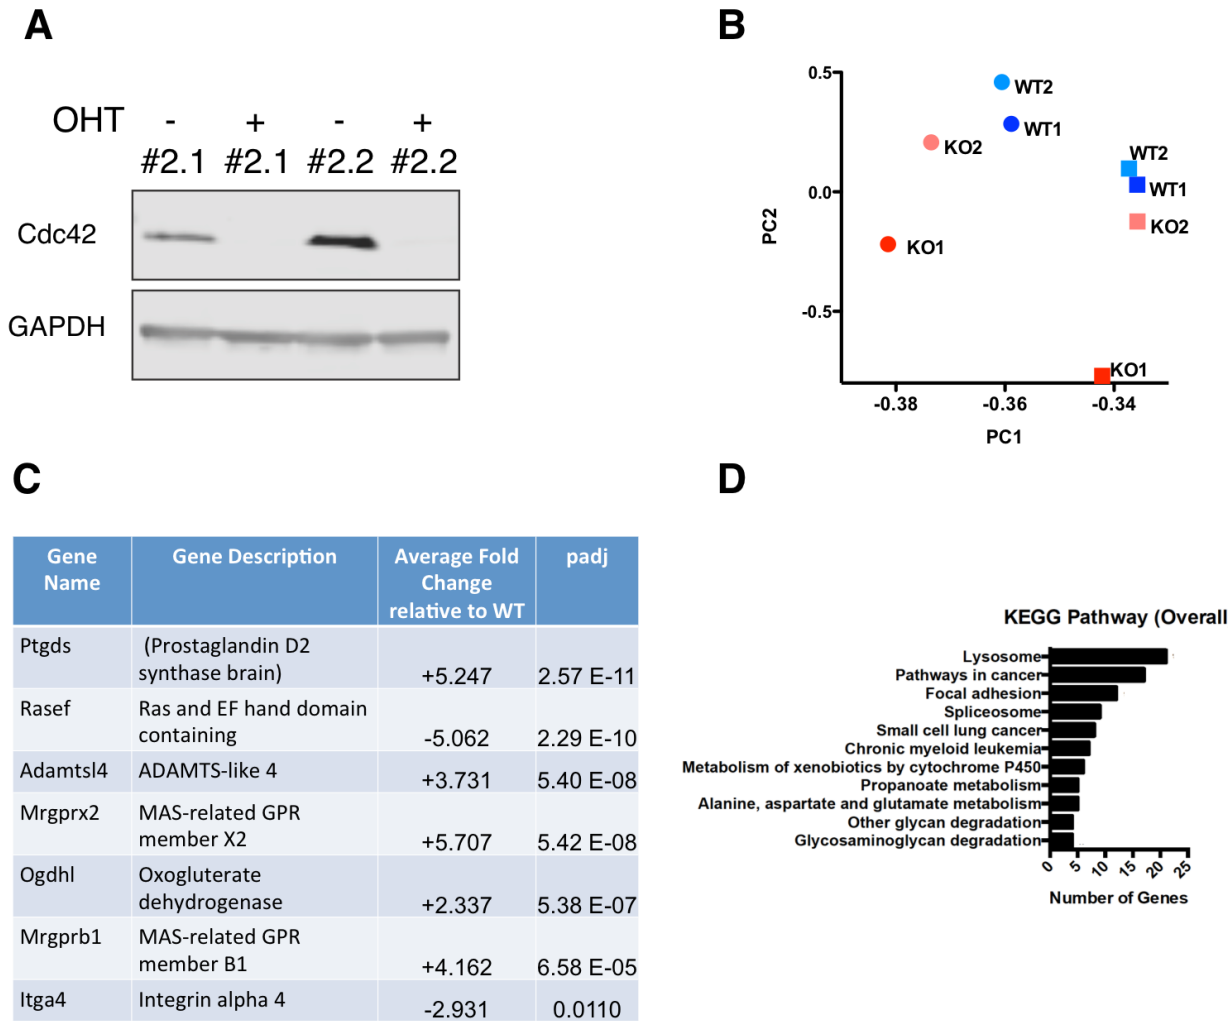 A
OHT - + - +
#2.1 #2.1 #2.2 #2.2
Cdc42
GAPDH
B
0.5
0.0
-0.5
PC2
WT2
WT1
KO2
KO1
WT2
WT1
KO2
KO1
-0.38 -0.36 -0.34
PC1
C
Gene Name
Gene Description
Average Fold Change relative to WT
padj
Ptgds (Prostaglandin D2 synthase brain) +5.247 2.57 E-11
Rasef Ras and EF hand domain containing -5.062 2.29 E-10
Adamtsl4 ADAMTS-like 4 +3.731 5.40 E-08
Mrgprx2 MAS-related GPR member X2 +5.707 5.42 E-08
Ogdhl Oxogluterate dehydrogenase +2.337 5.38 E-07
Mrgprb1 MAS-related GPR member B1 +4.162 6.58 E-05
Itga4 Integrin alpha 4 -2.931 0.0110
D
KEGG Pathway (Overall
Lysosome
Pathways in cancer
Focal adhesion
Spliceosome
Small cell lung cancer
Chronic myeloid leukemia
Metabolism of xenobiotics by cytochrome P450
Propanoate metabolism
Alanine, aspartate and glutamate metabolism
Other glycan degradation
Glycosaminoglycan degradation
0 5 10 15 20 25
Number of Genes